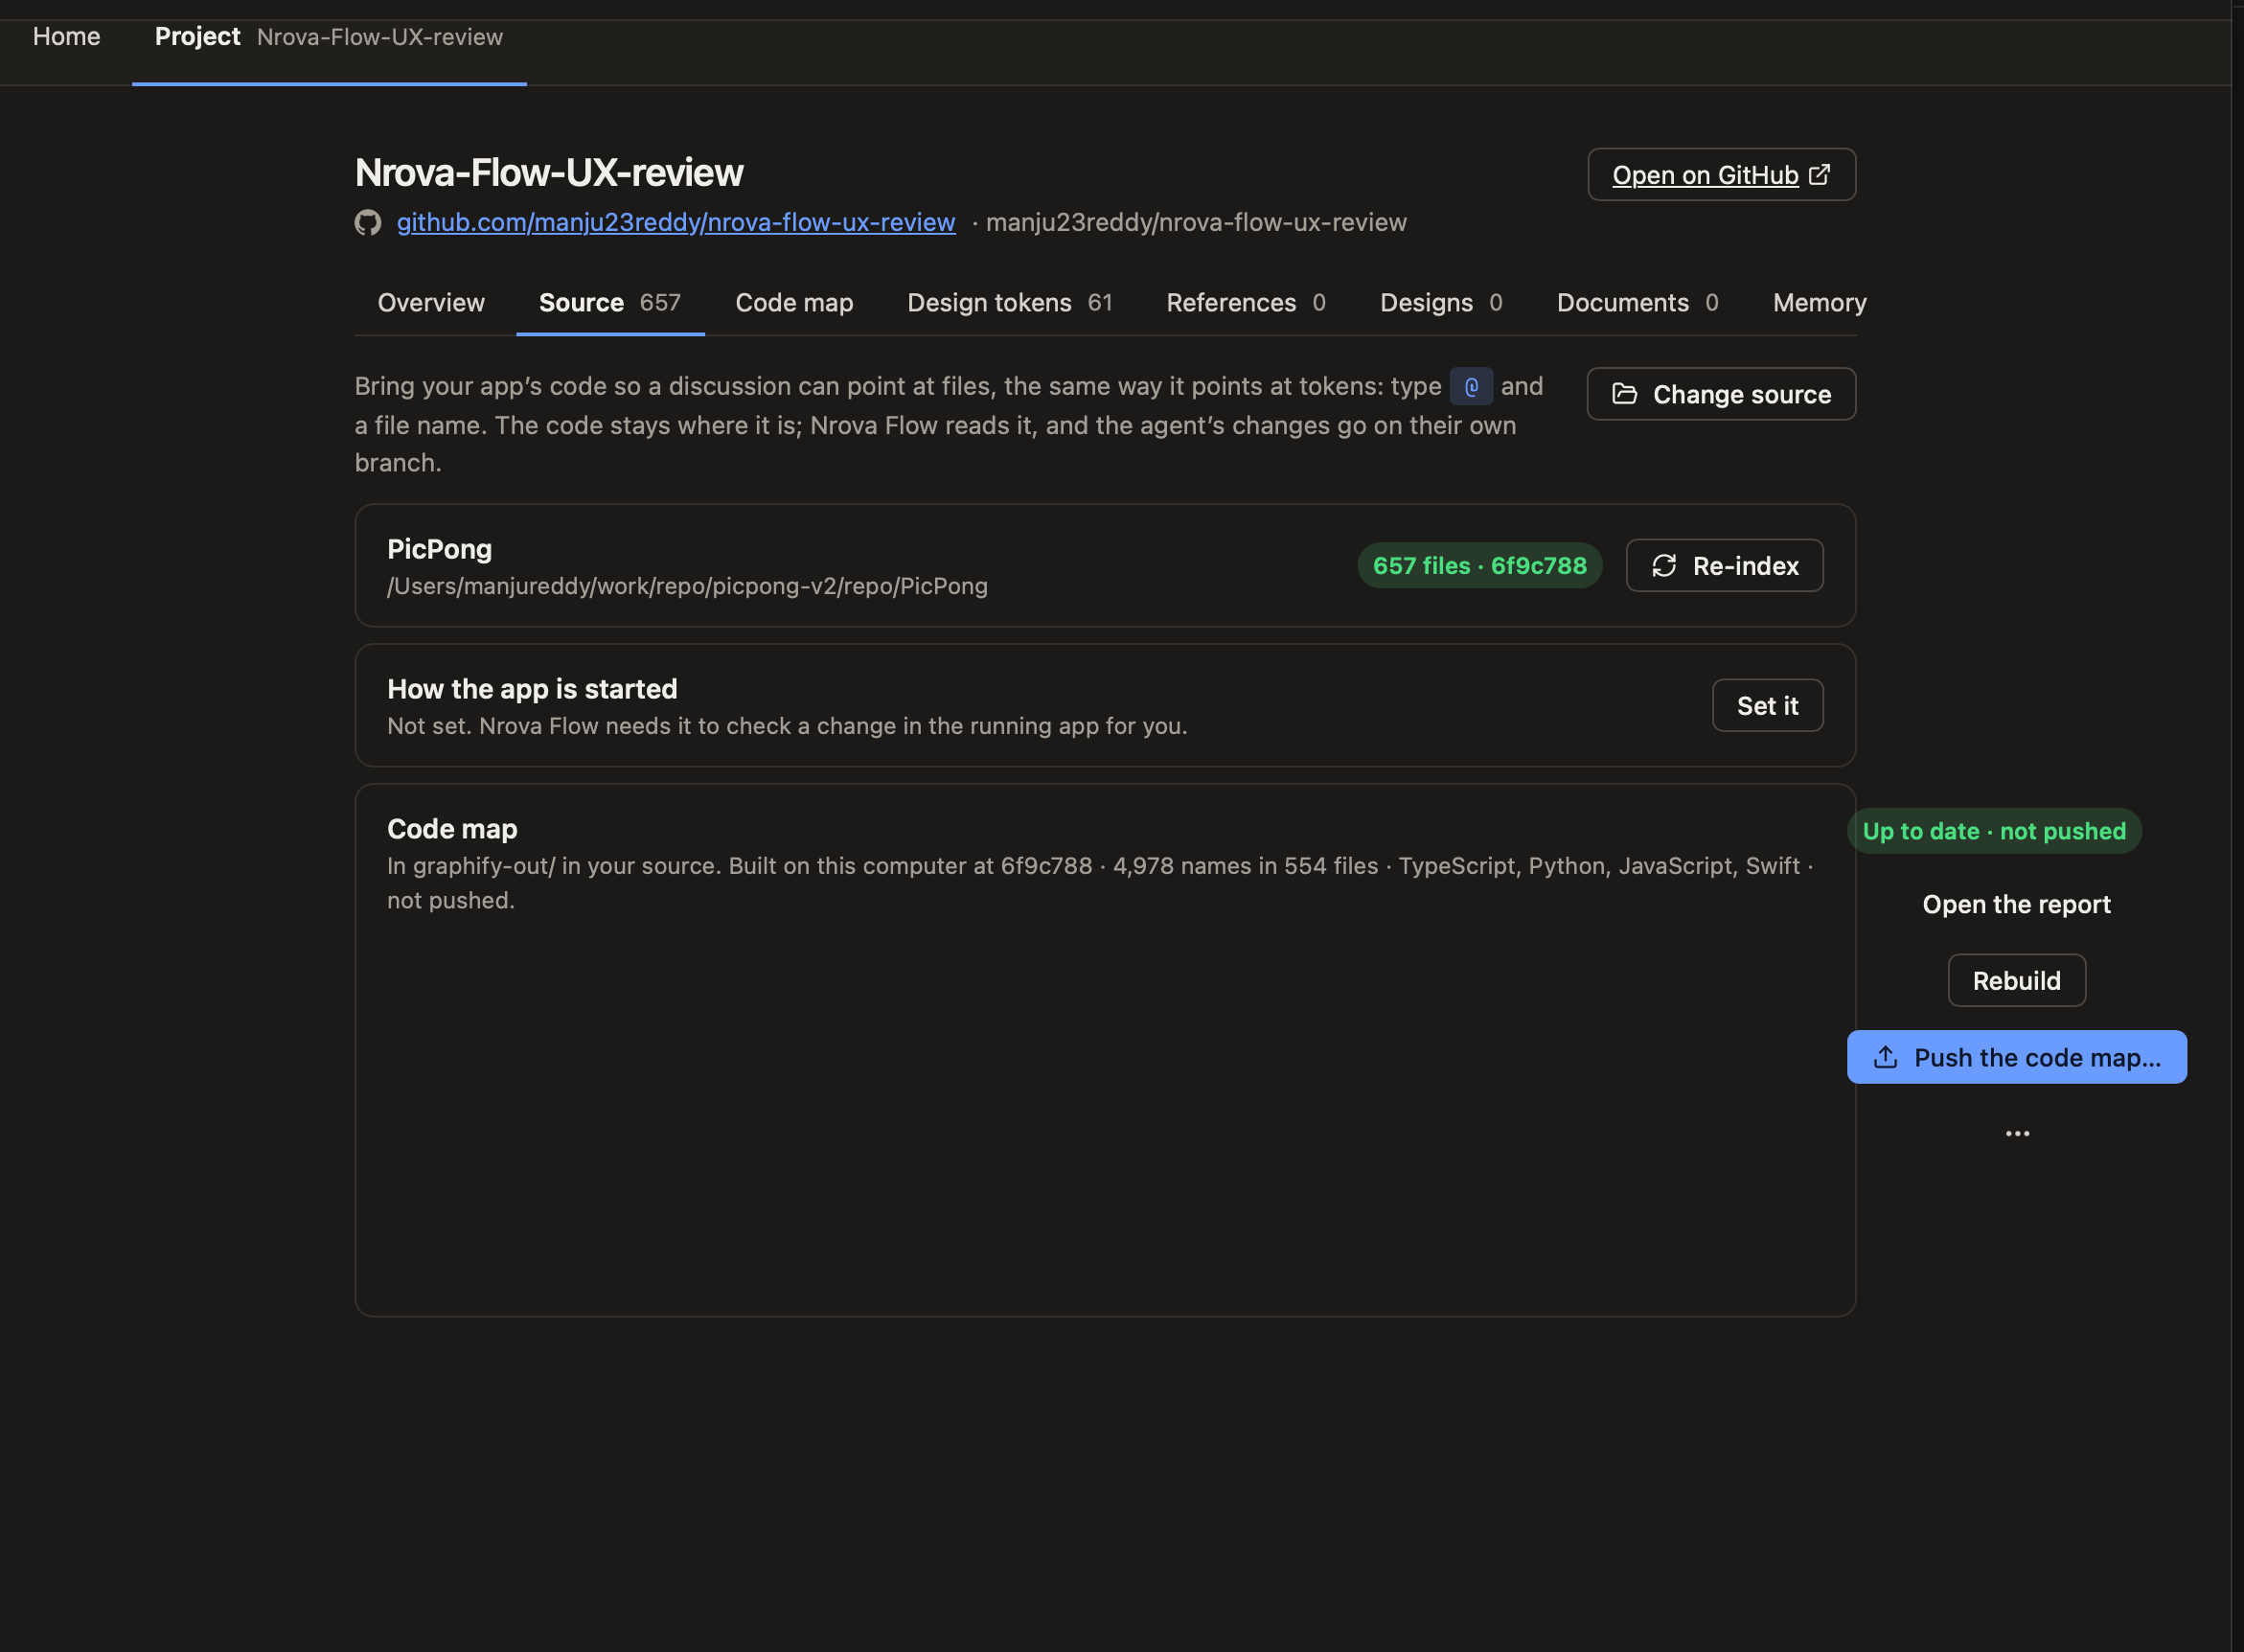 Home Project Nrova-Flow-UX-review
Nrova-Flow-UX-review
Open on GitHub
github.com/manju23reddy/nrova-flow-ux-review · manju23reddy/nrova-flow-ux-review
Overview Source 657 Code map Design tokens 61 References 0 Designs 0 Documents 0 Memory
Bring your app’s code so a discussion can point at files, the same way it points at tokens: type @ and
a file name. The code stays where it is; Nrova Flow reads it, and the agent’s changes go on their own
branch.
Change source
PicPong
/Users/manjureddy/work/repo/picpong-v2/repo/PicPong
657 files · 6f9c788
Re-index
How the app is started
Not set. Nrova Flow needs it to check a change in the running app for you.
Set it
Code map
In graphify-out/ in your source. Built on this computer at 6f9c788 · 4,978 names in 554 files · TypeScript, Python, JavaScript, Swift ·
not pushed.
Up to date · not pushed
Open the report
Rebuild
Push the code map…